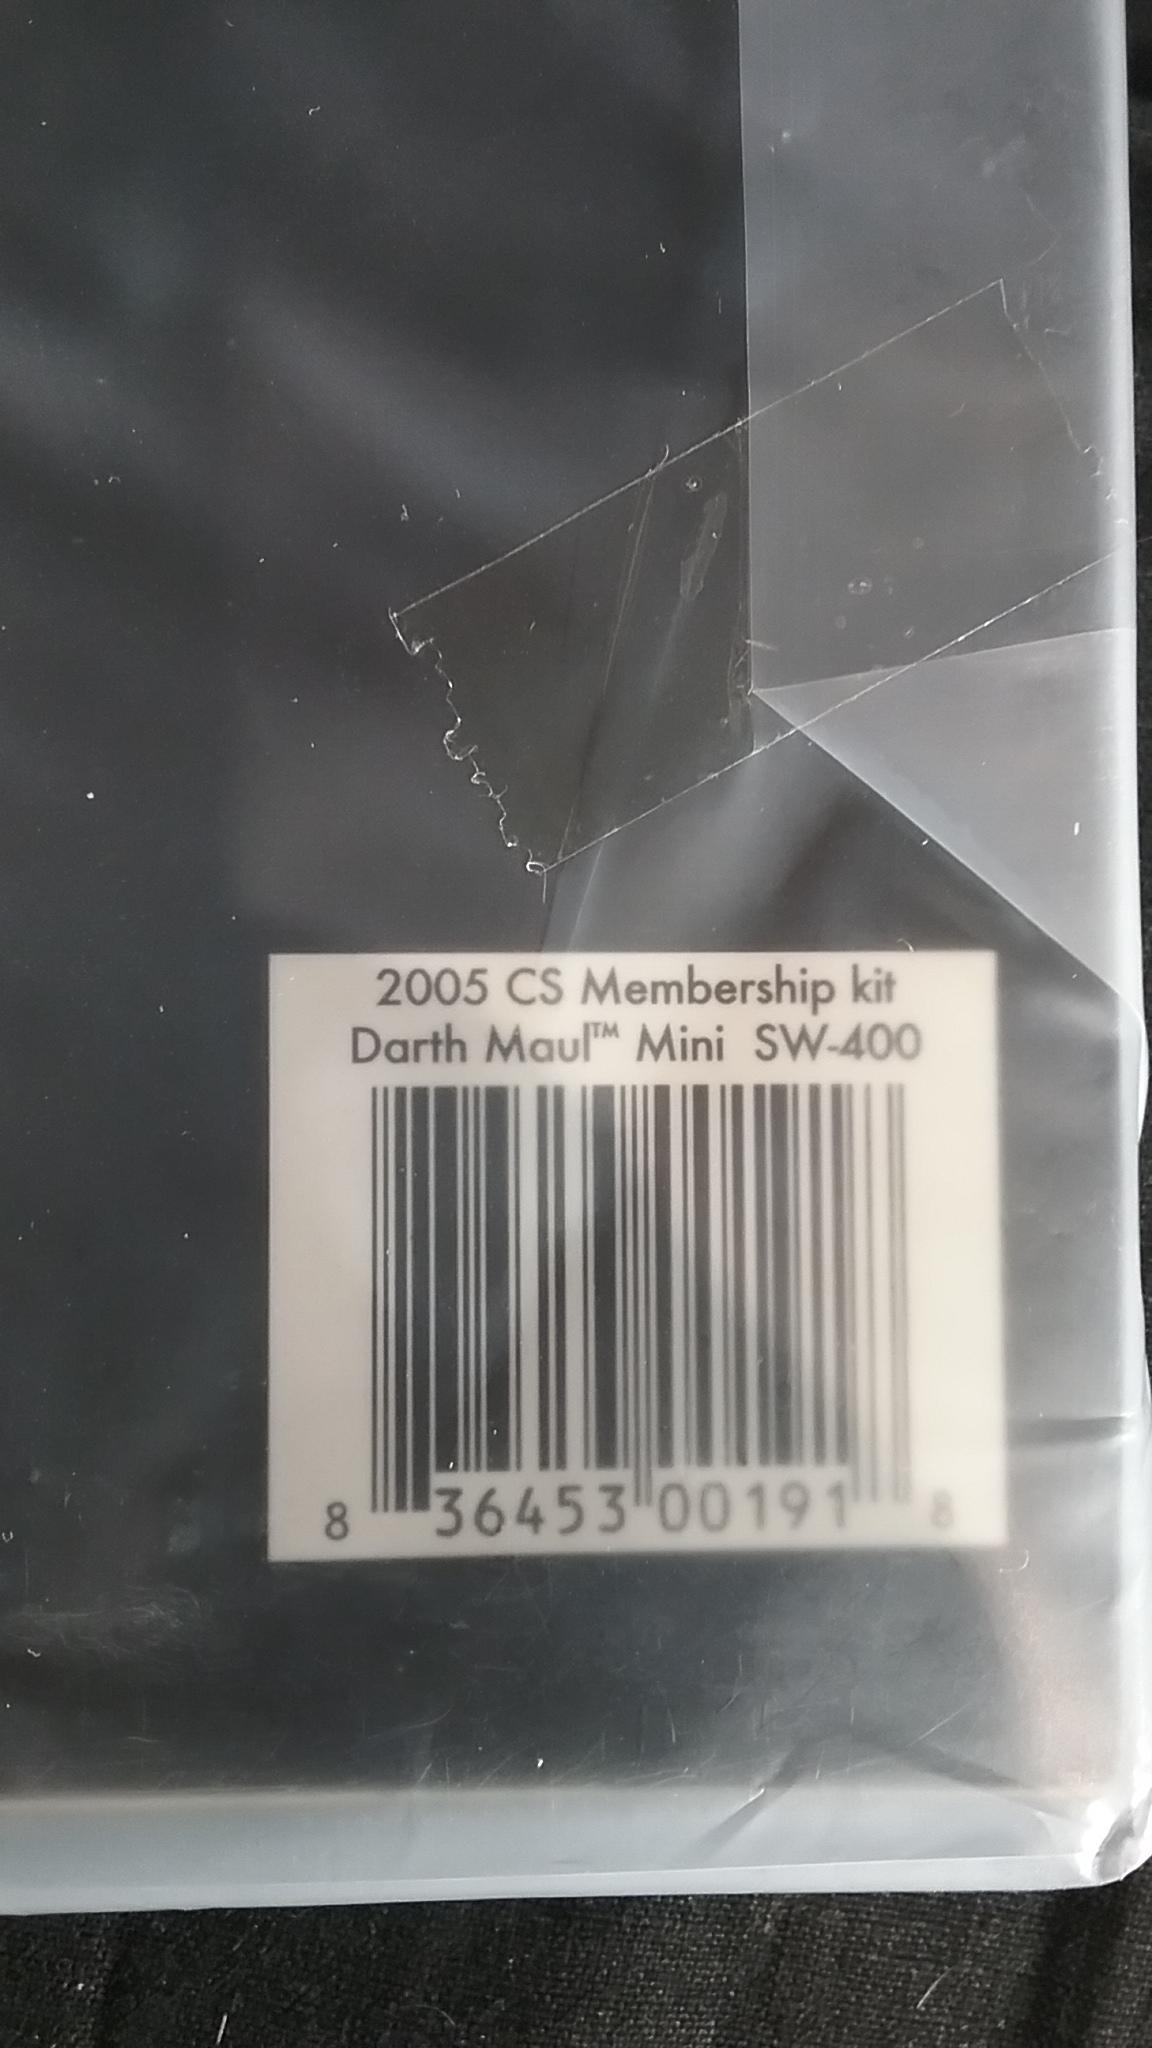 2005 CS Membership kit
Darth Maul™ Mini SW-400
8 36453 00191 8